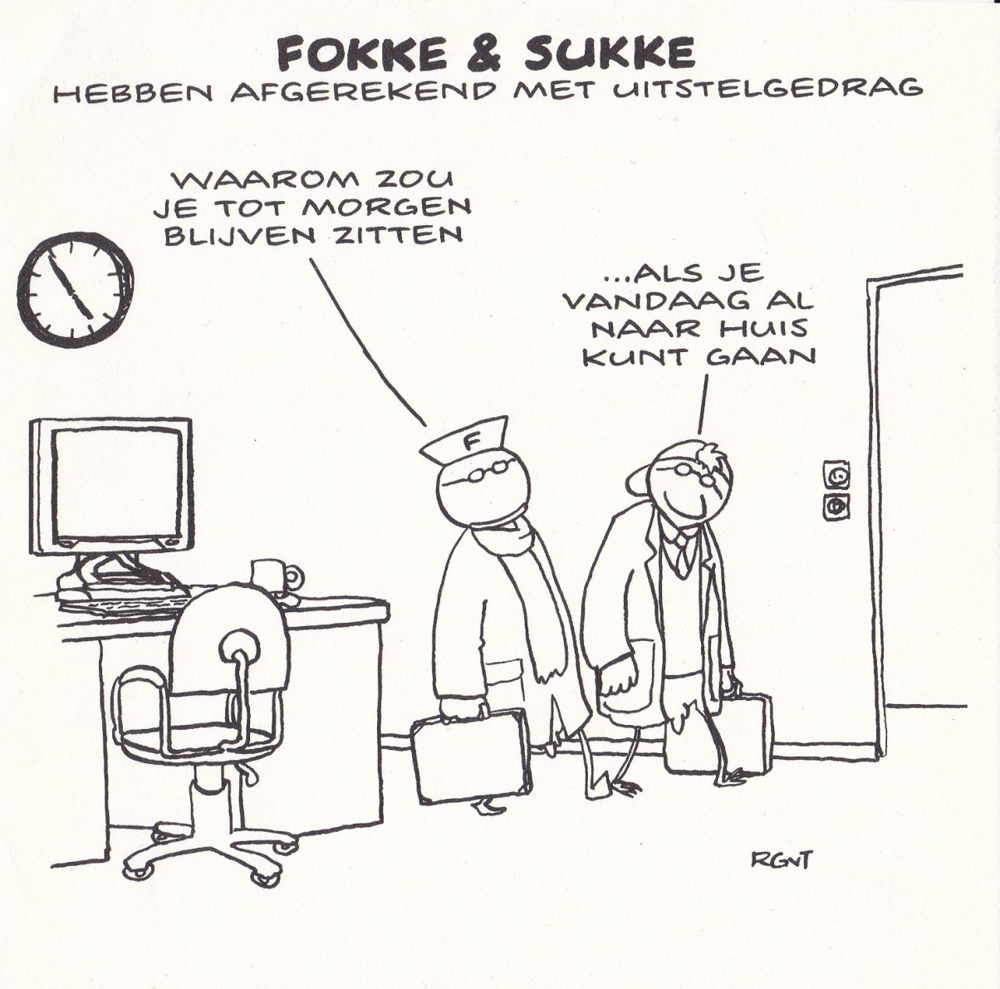 FOKKE & SUKKE
HEBBEN AFGEREKEND MET UITSTELGEDRAG
WAAROM ZOU
JE TOT MORGEN
BLIJVEN ZITTEN
...ALS JE
VANDAAG AL
NAAR HUIS
KUNT GAAN
F
RGvT